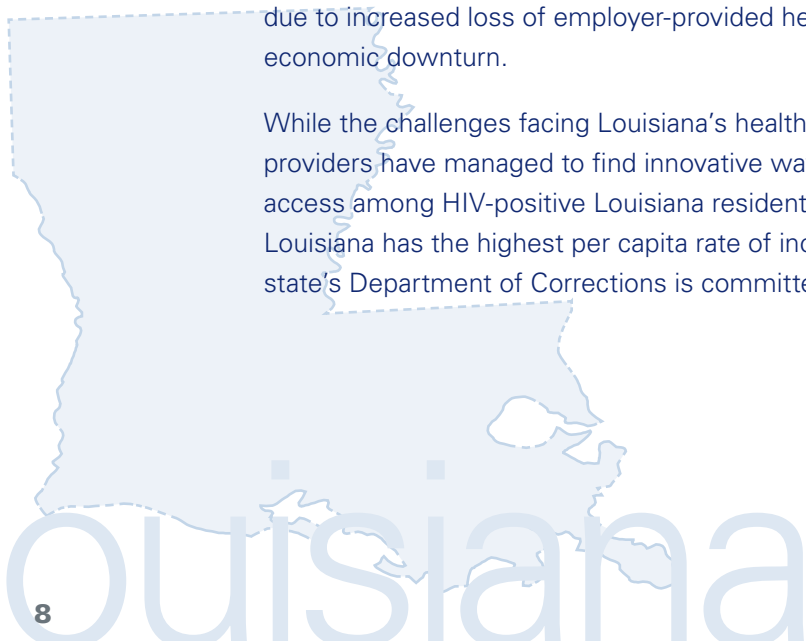 due to increased loss of employer-provided he
economic downturn.
While the challenges facing Louisiana’s health
providers have managed to find innovative wa
access among HIV-positive Louisiana resident
Louisiana has the highest per capita rate of inc
state’s Department of Corrections is committe
ouisiana
8